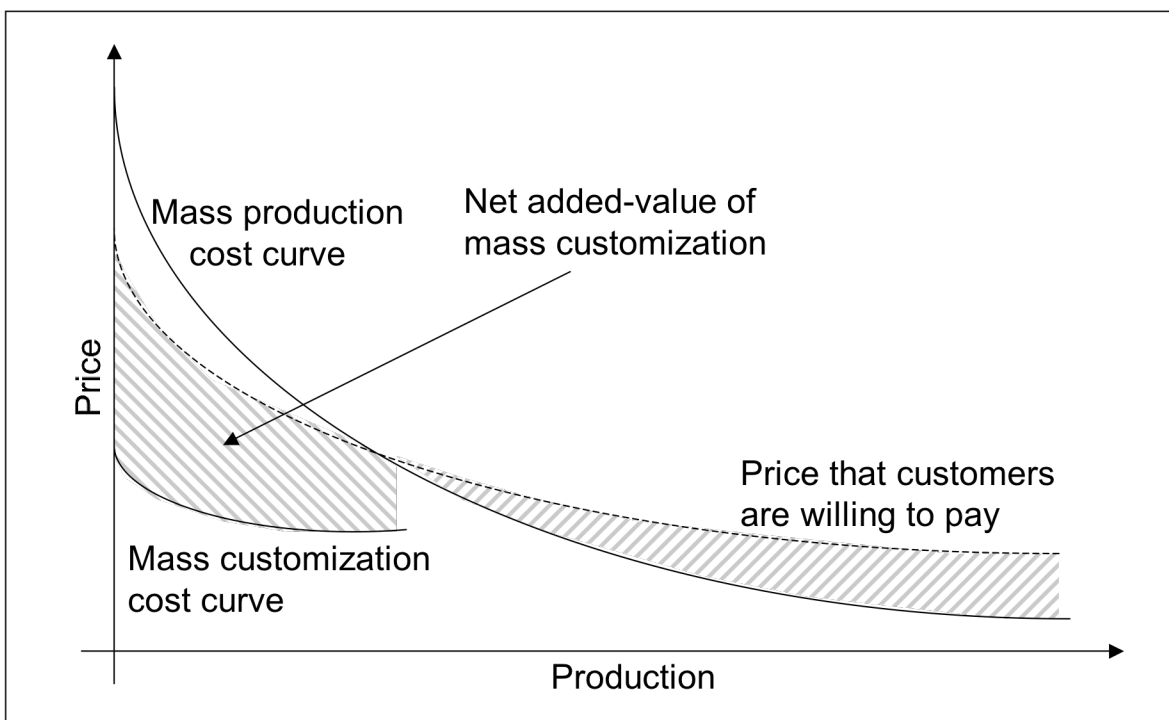 Mass production
cost curve
Net added-value of
mass customization
Price
Price that customers
are willing to pay
Mass customization
cost curve
Production